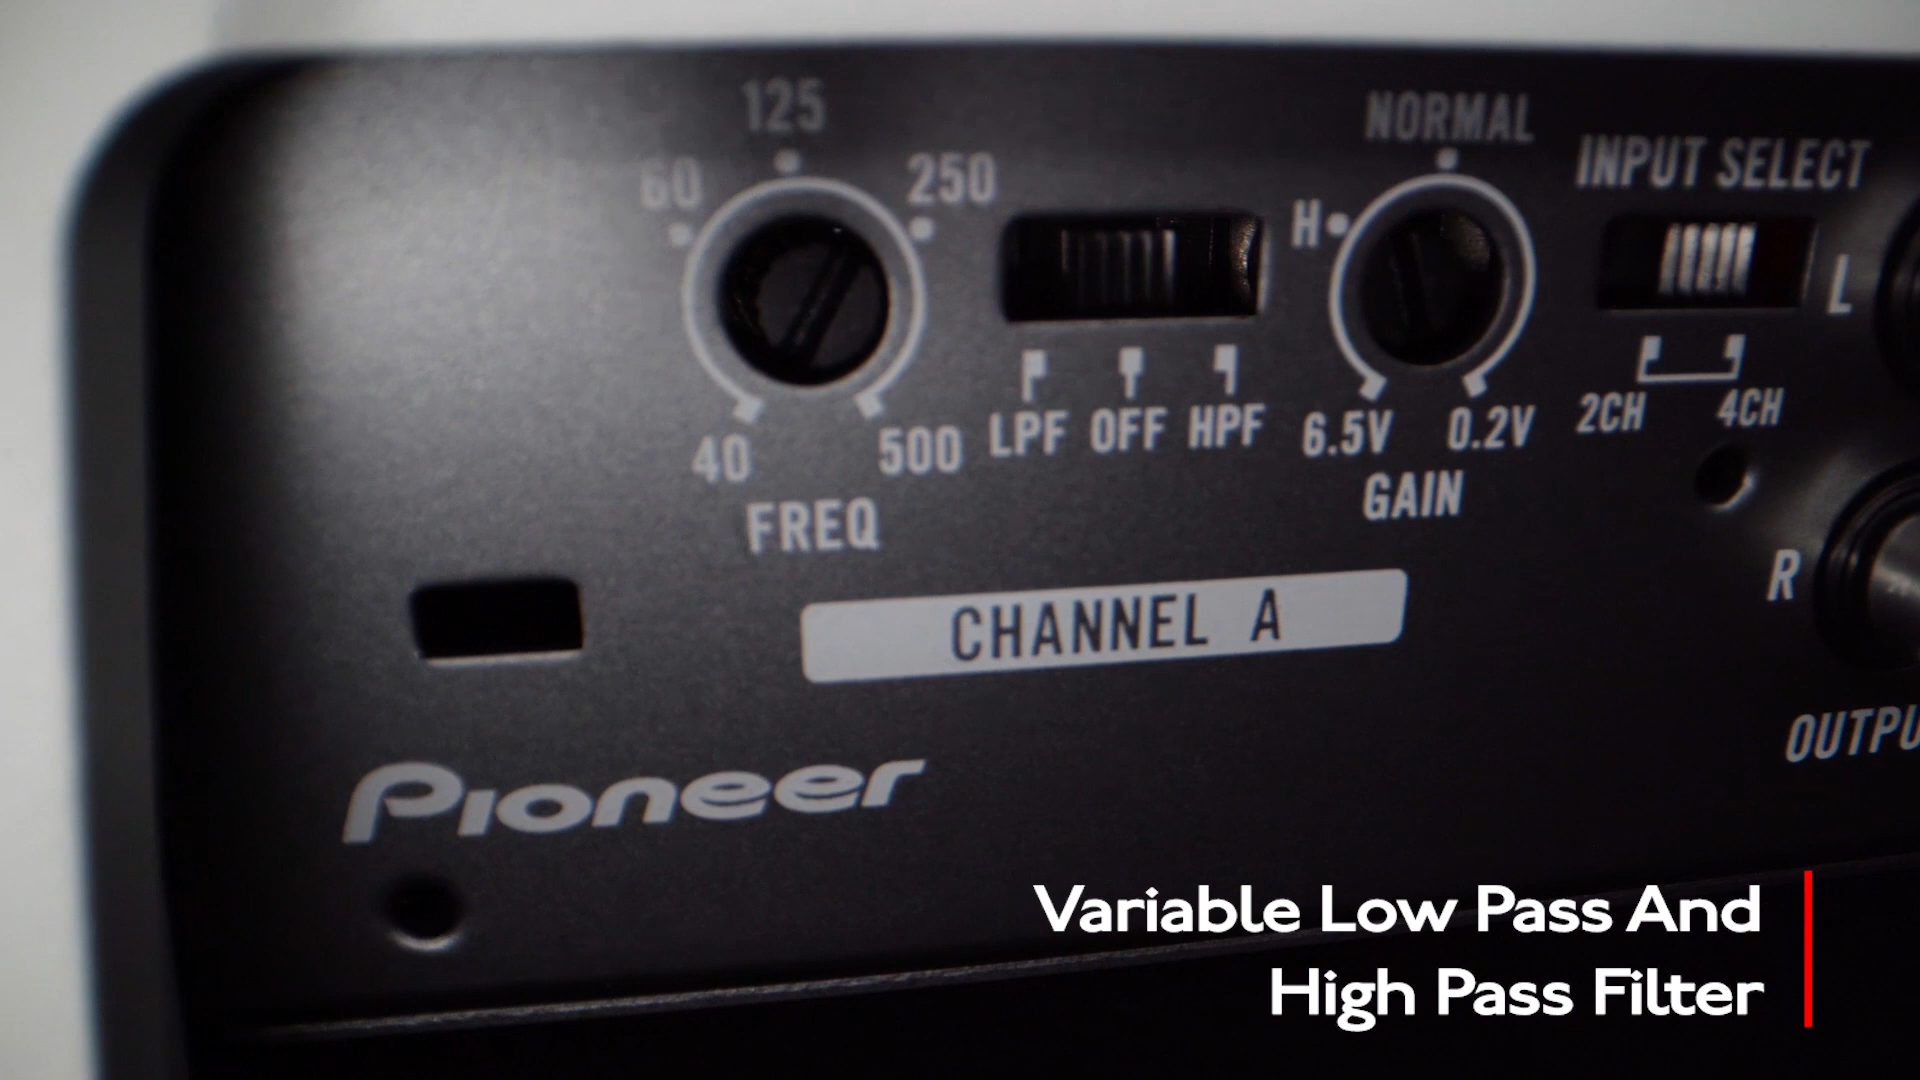 125
NORMAL
60
250
INPUT SELECT
H
L
LPF OFF HPF
6.5V
0.2V
2CH
4CH
40
500
GAIN
FREQ
R
CHANNEL A
OUTPU
Pioneer
Variable Low Pass And
High Pass Filter